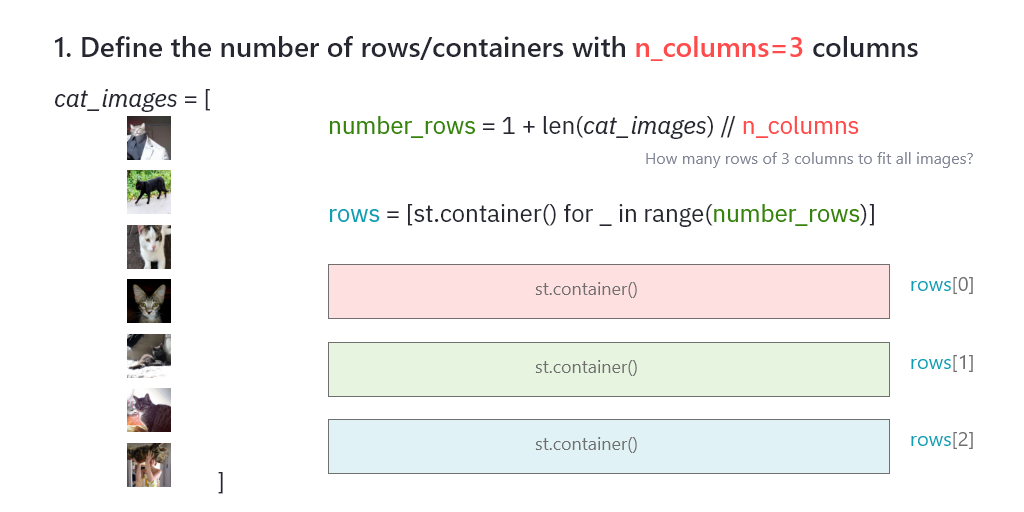 1. Define the number of rows/containers with n_columns=3 columns
cat_images = [
number_rows = 1 + len(cat_images) // n_columns
How many rows of 3 columns to fit all images?
rows = [st.container() for _ in range(number_rows)]
st.container() rows[0]
st.container() rows[1]
st.container() rows[2]
]